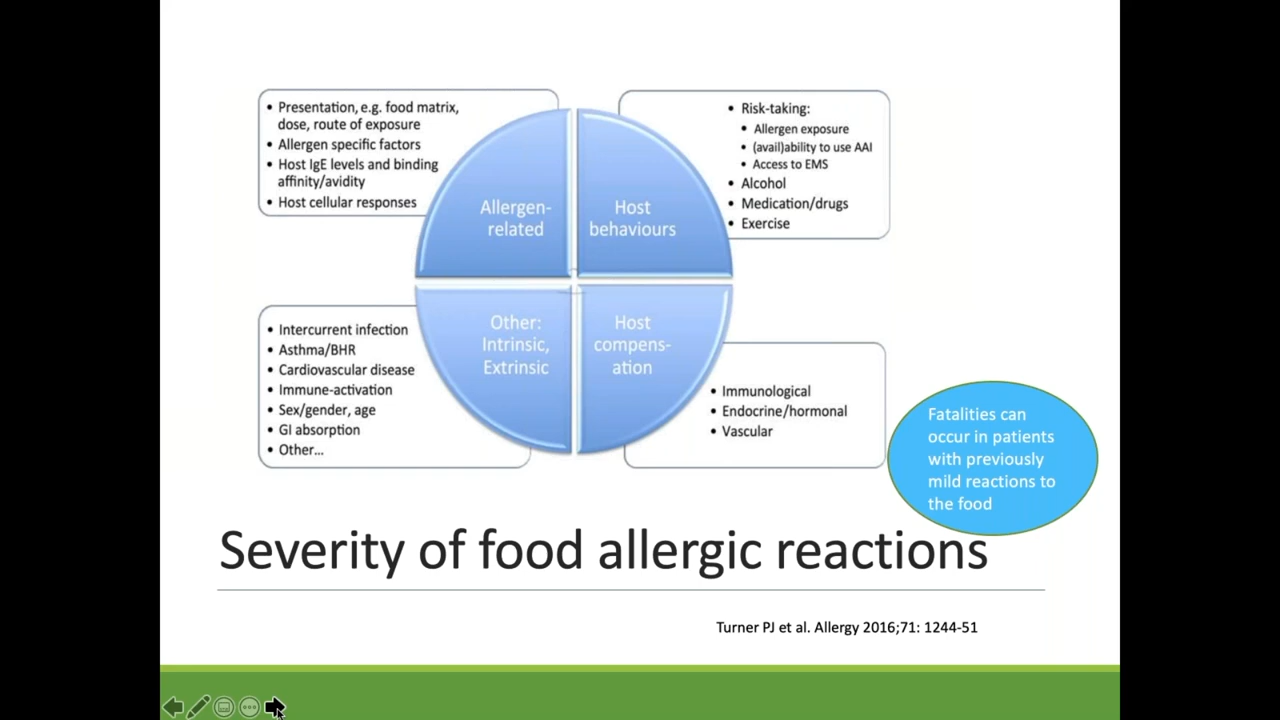 • Presentation, e.g. food matrix,
dose, route of exposure
• Allergen specific factors
• Host IgE levels and binding
affinity/avidity
• Host cellular responses
• Risk-taking:
• Allergen exposure
• (avail)ability to use AAI
• Access to EMS
• Alcohol
• Medication/drugs
• Exercise
Allergen-
related
Host
behaviours
Other:
Intrinsic,
Extrinsic
Host
compens-
ation
• Intercurrent infection
• Asthma/BHR
• Cardiovascular disease
• Immune-activation
• Sex/gender, age
• GI absorption
• Other...
• Immunological
• Endocrine/hormonal
• Vascular
Fatalities can
occur in patients
with previously
mild reactions to
the food
Severity of food allergic reactions
Turner PJ et al. Allergy 2016;71: 1244-51